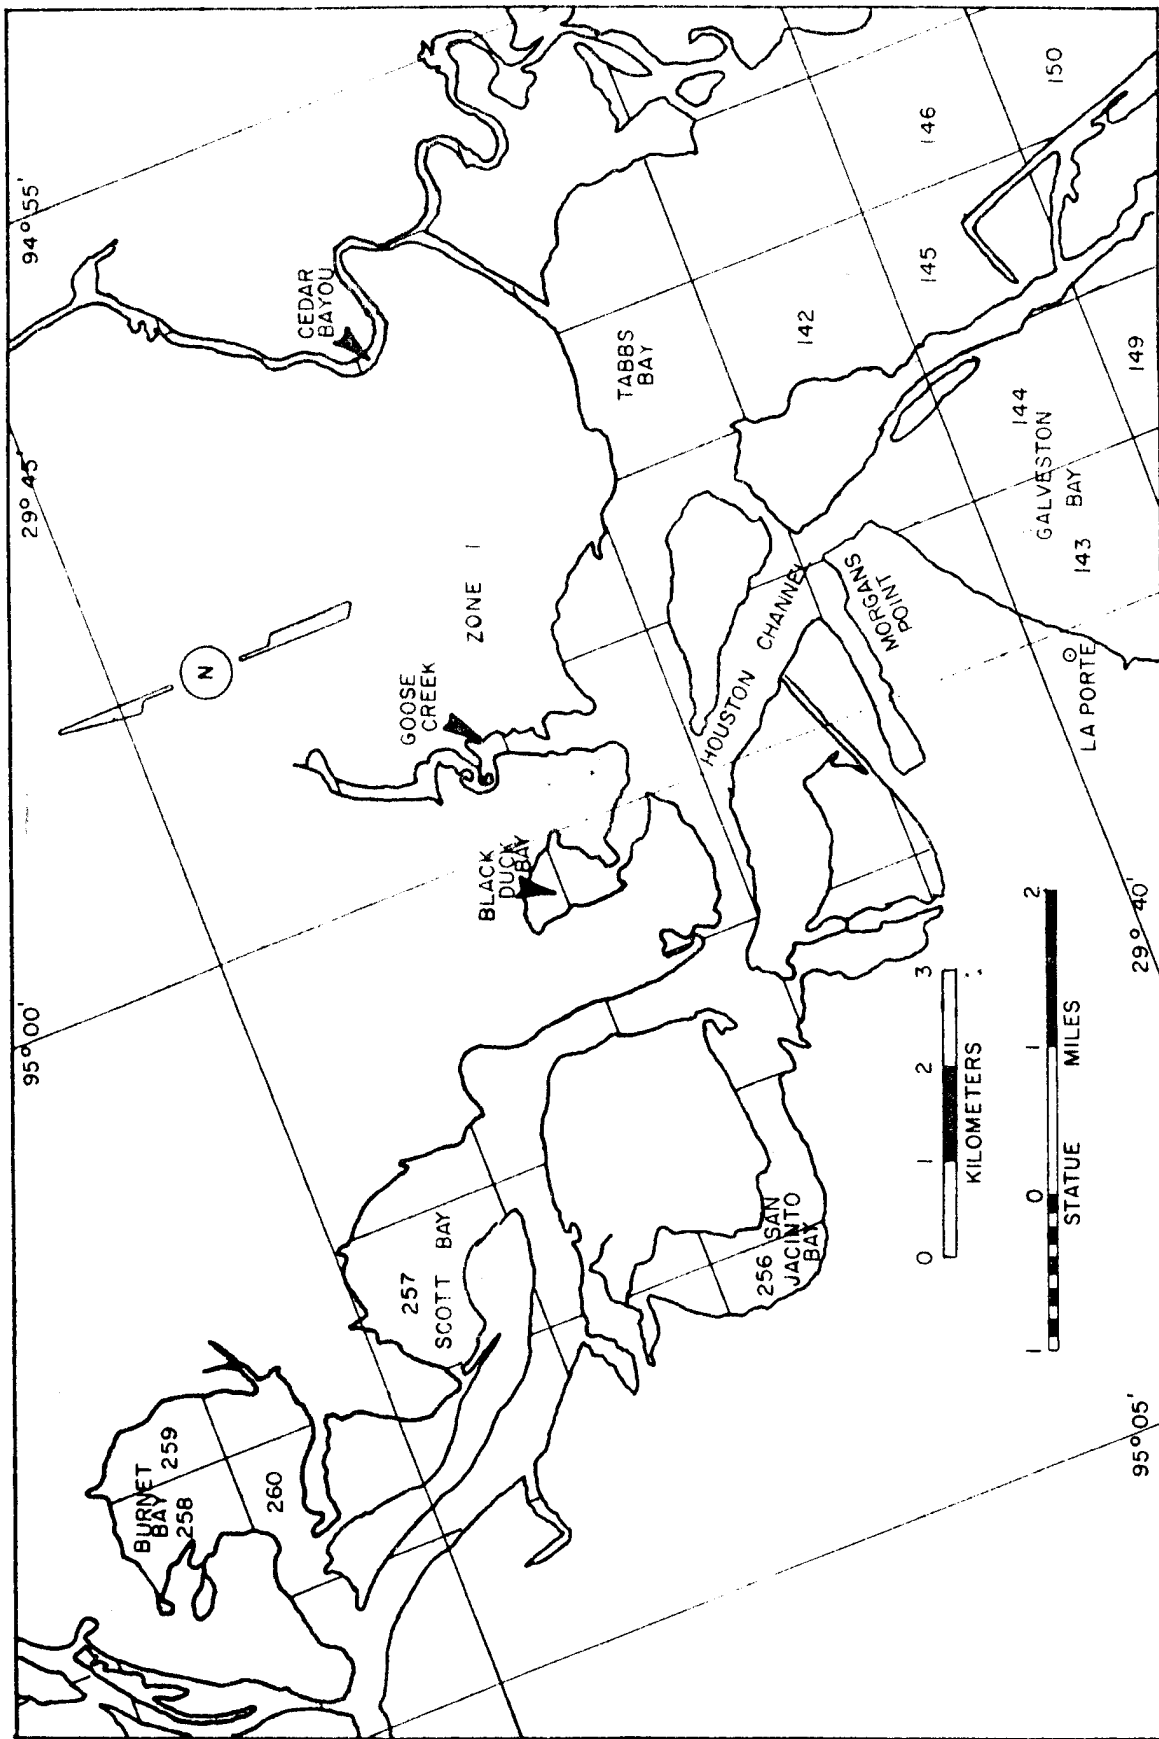 94° 55'
29° 45'
95° 00'
CEDAR
BAYOU
ZONE 1
N
GOOSE
CREEK
BLACK
DUCK
BAY
TABBS
BAY
142
145
146
150
149
144
GALVESTON
BAY
143
HOUSTON CHANNEL
MORGANS
POINT
LA PORTE
29° 40'
257
SCOTT BAY
BURNET
BAY
258
259
260
256 SAN
JACINTO
BAY
0 1 2 3
KILOMETERS
1 0 1 2
STATUE MILES
95° 05'